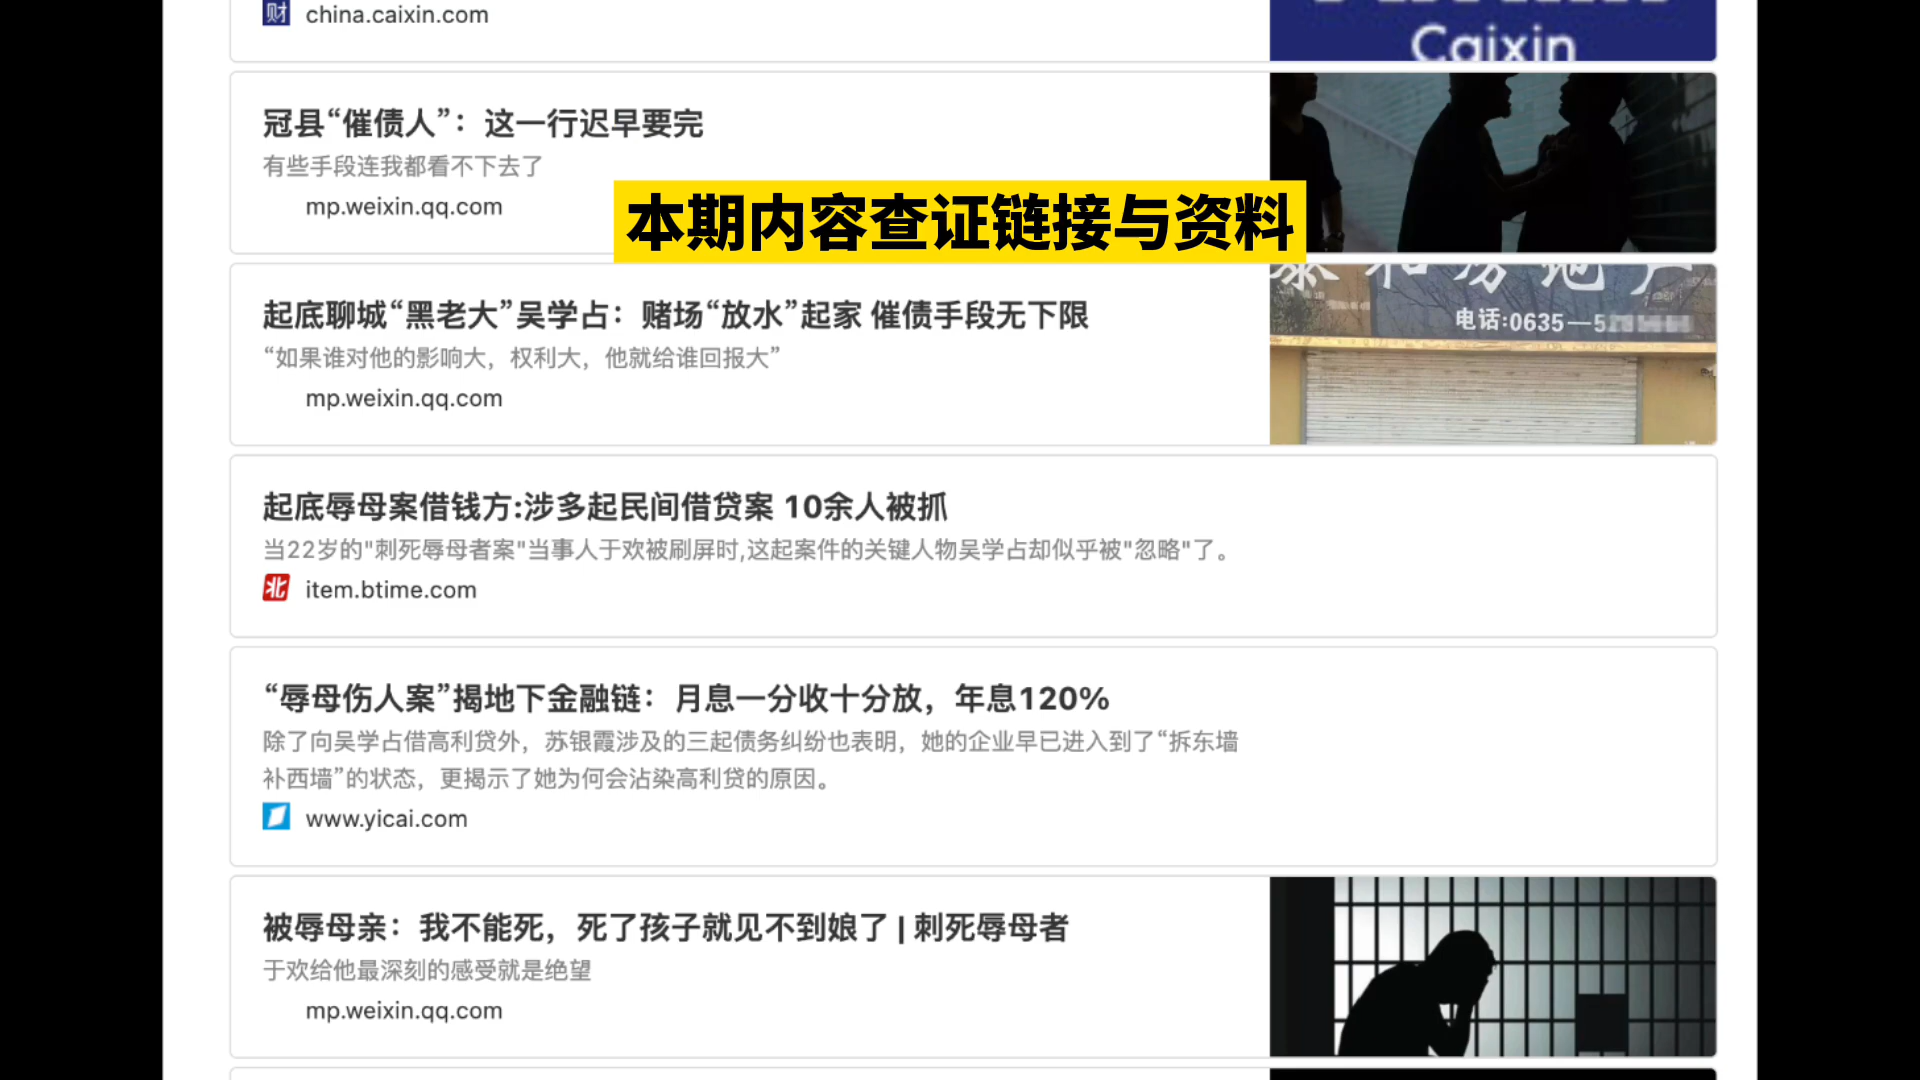 china.caixin.com
Caixin
冠县“催债人”：这一行迟早要完
有些手段连我都看不下去了
mp.weixin.qq.com
本期内容查证链接与资料
起底聊城“黑老大”吴学占：赌场“放水”起家 催债手段无下限
“如果谁对他的影响大，权利大，他就给谁回报大”
mp.weixin.qq.com
泰和房地产
电话:0635—5
起底辱母案借钱方:涉多起民间借贷案 10余人被抓
当22岁的"刺死辱母者案"当事人于欢被刷屏时,这起案件的关键人物吴学占却似乎被"忽略"了。
item.btime.com
“辱母伤人案”揭地下金融链：月息一分收十分放，年息120%
除了向吴学占借高利贷外，苏银霞涉及的三起债务纠纷也表明，她的企业早已进入到了“拆东墙
补西墙”的状态，更揭示了她为何会沾染高利贷的原因。
www.yicai.com
被辱母亲：我不能死，死了孩子就见不到娘了 | 刺死辱母者
于欢给他最深刻的感受就是绝望
mp.weixin.qq.com